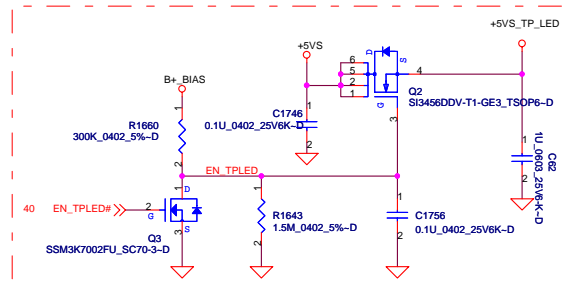 +5VS_TP_LED
+5VS
B+_BIAS
6
5
2
1
D
S
4
G
3
Q2
SI3456DDV-T1-GE3_TSOP6~D
1
R1660
300K_0402_5%~D
2
C1746
0.1U_0402_25V6K~D
1
2
1
2
C62
1U_0603_25V6-K~D
EN_TPLED
40
EN_TPLED#
2
G
1
D
S
3
Q3
SSM3K7002FU_SC70-3~D
1
R1643
1.5M_0402_5%~D
2
1
C1756
0.1U_0402_25V6K~D
2